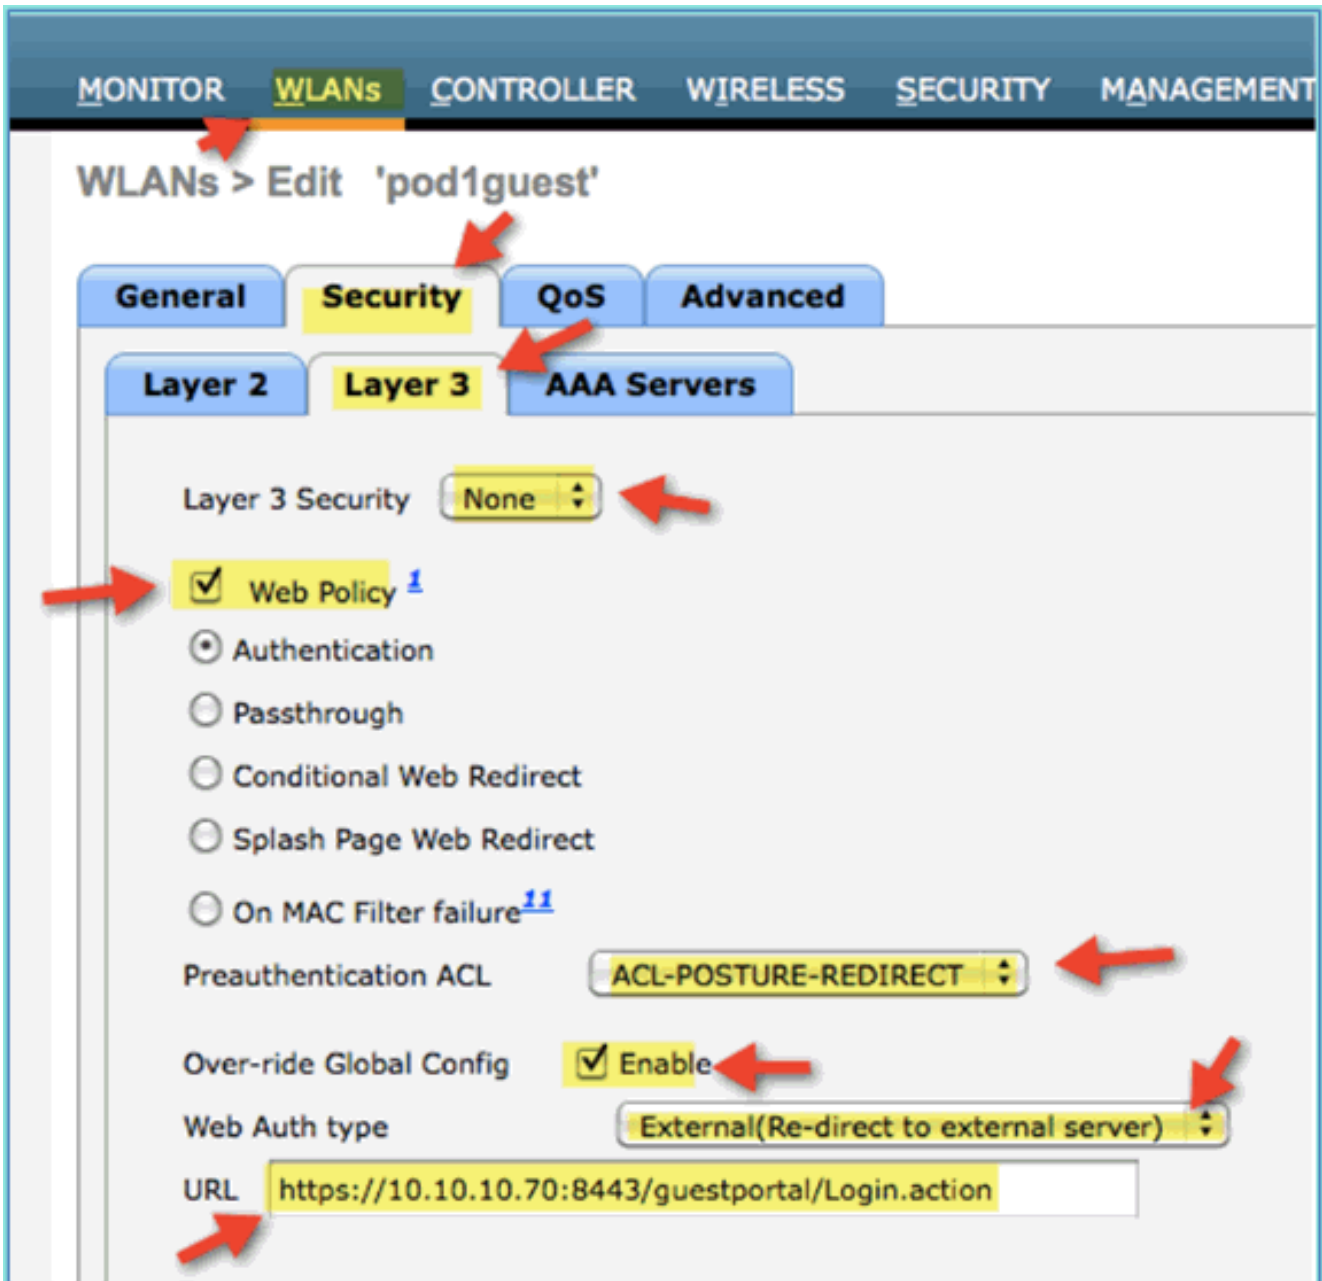 MONITOR WLANs CONTROLLER WIRELESS SECURITY MANAGEMENT
WLANs > Edit 'pod1guest'
General Security QoS Advanced
Layer 2 Layer 3 AAA Servers
Layer 3 Security None
Web Policy 1
Authentication
Passthrough
Conditional Web Redirect
Splash Page Web Redirect
On MAC Filter failure11
Preauthentication ACL ACL-POSTURE-REDIRECT
Over-ride Global Config Enable
Web Auth type External(Re-direct to external server)
URL https://10.10.10.70:8443/guestportal/Login.action